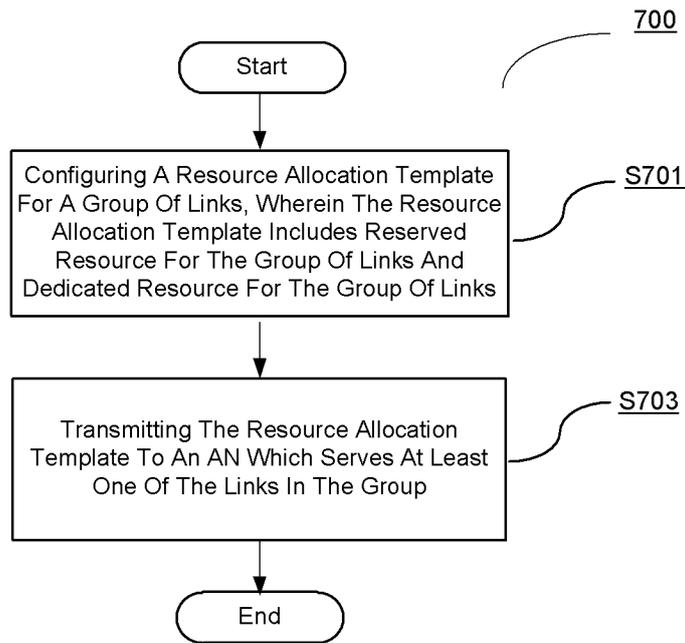 700
Start
Configuring A Resource Allocation Template
For A Group Of Links, Wherein The Resource
Allocation Template Includes Reserved
Resource For The Group Of Links And
Dedicated Resource For The Group Of Links
S701
Transmitting The Resource Allocation
Template To An AN Which Serves At Least
One Of The Links In The Group
S703
End